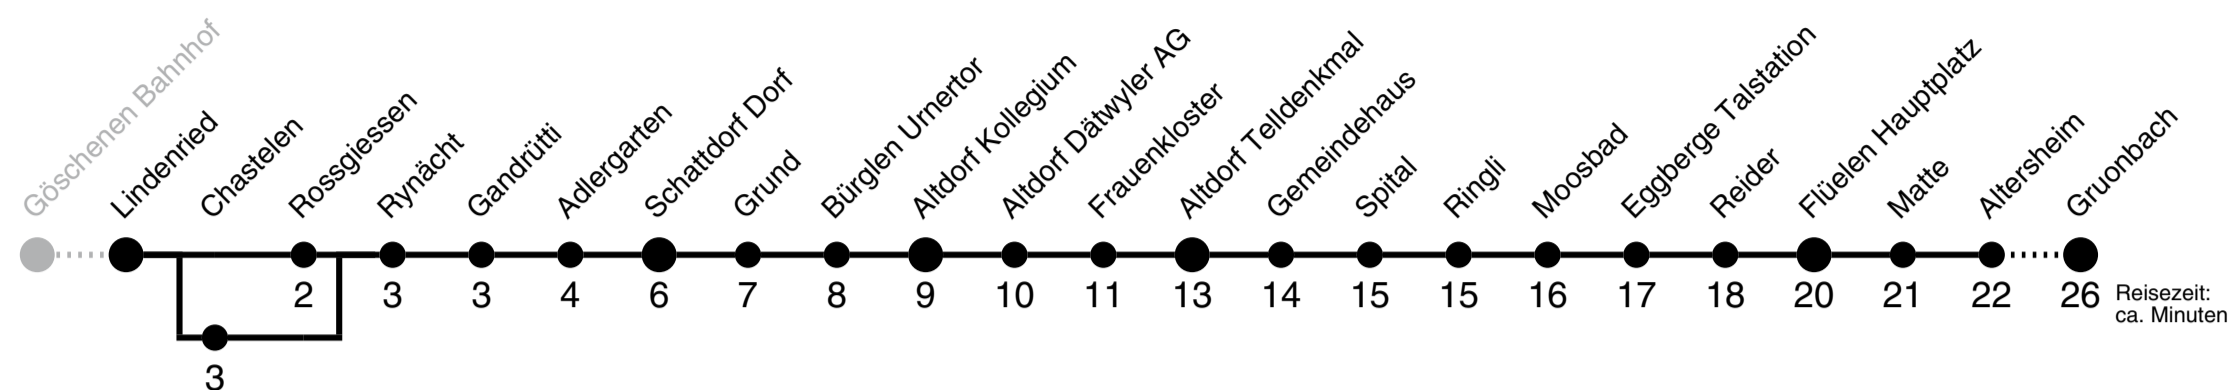 Göschenen Bahnhof
Lindenried
Chastelen
Rossgiessen
Rynächt
Gandrütti
Adlergarten
Schattdorf Dorf
Grund
Bürglen Urnertor
Altdorf Kollegium
Altdorf Dätwyler AG
Frauenkloster
Altdorf Telldenkmal
Gemeindehaus
Spital
Ringli
Moosbad
Eggberge Talstation
Reider
Flüelen Hauptplatz
Matte
Altersheim
Gruonbach
2 3 3 4 6 7 8 9 10 11 13 14 15 15 16 17 18 20 21 22 26
Reisezeit:
ca. Minuten
3